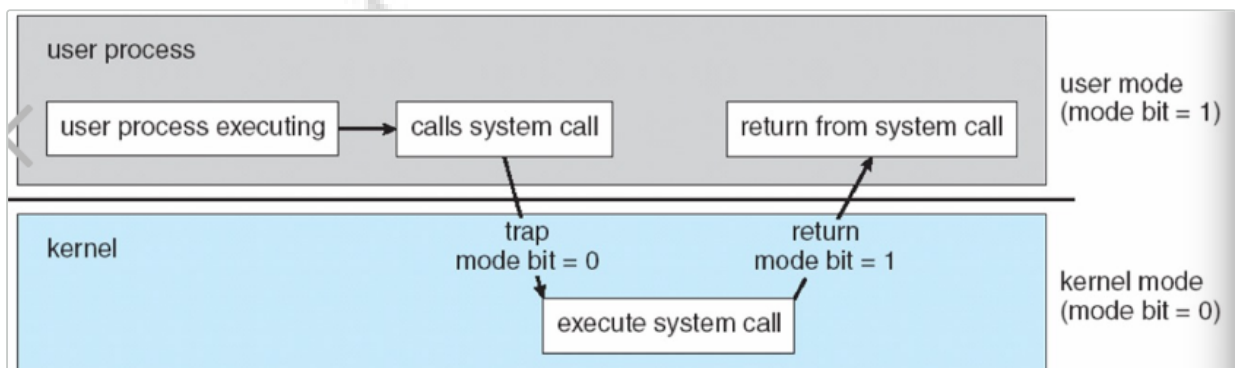 user process
user process executing
calls system call
return from system call
user mode
(mode bit = 1)
kernel
trap
mode bit = 0
return
mode bit = 1
execute system call
kernel mode
(mode bit = 0)